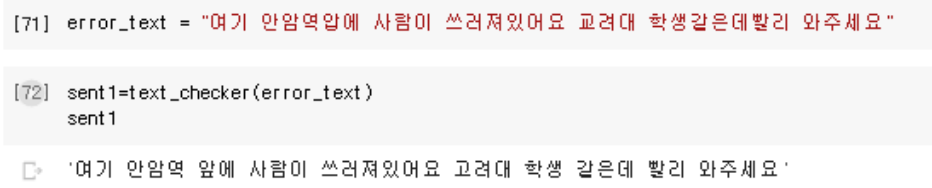 [71] error_text = "여기 안암역압에 사람이 쓰러져있어요 교려대 학생같은데빨리 와주세요"
[72] sent1=text_checker(error_text)
sent1
'여기 안암역 앞에 사람이 쓰러져있어요 고려대 학생 같은데 빨리 와주세요'